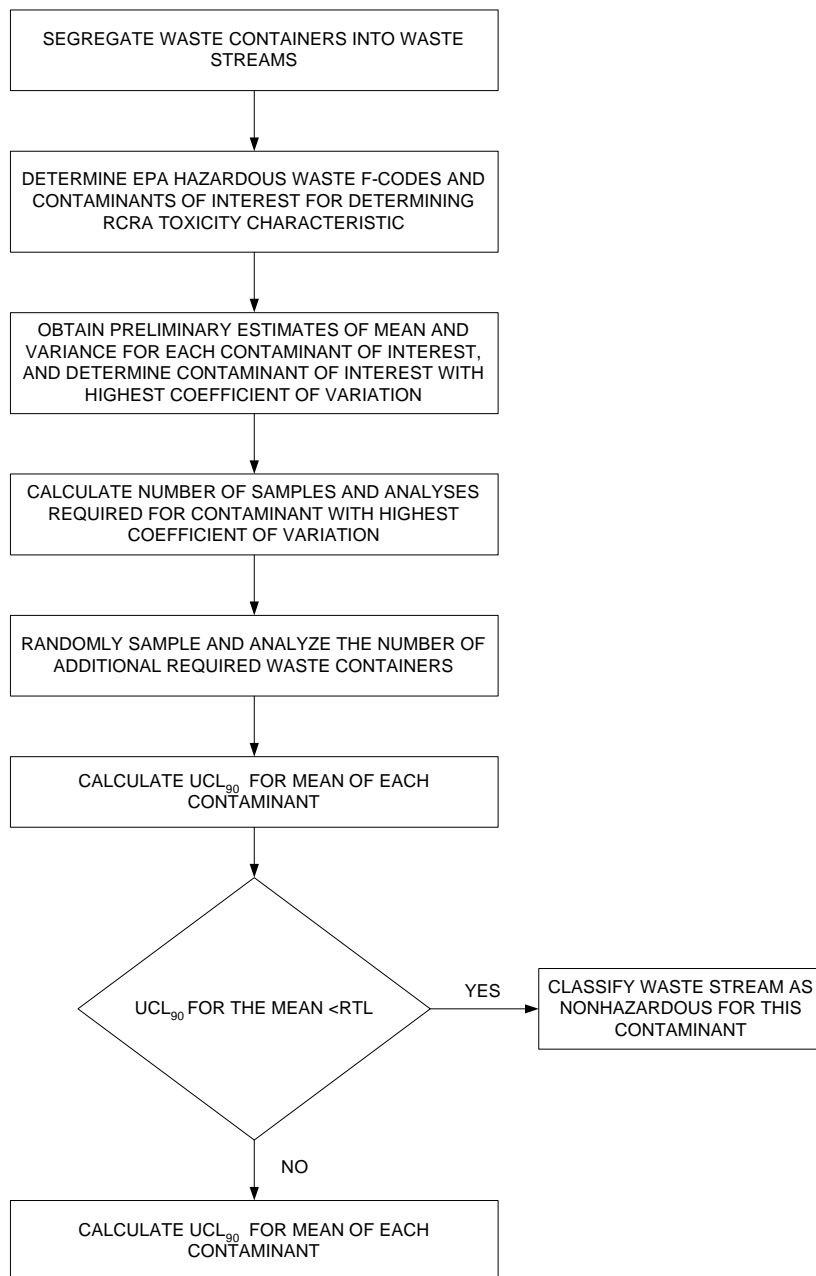 SEGREGATE WASTE CONTAINERS INTO WASTE
STREAMS
DETERMINE EPA HAZARDOUS WASTE F-CODES AND
CONTAMINANTS OF INTEREST FOR DETERMINING
RCRA TOXICITY CHARACTERISTIC
OBTAIN PRELIMINARY ESTIMATES OF MEAN AND
VARIANCE FOR EACH CONTAMINANT OF INTEREST,
AND DETERMINE CONTAMINANT OF INTEREST WITH
HIGHEST COEFFICIENT OF VARIATION
CALCULATE NUMBER OF SAMPLES AND ANALYSES
REQUIRED FOR CONTAMINANT WITH HIGHEST
COEFFICIENT OF VARIATION
RANDOMLY SAMPLE AND ANALYZE THE NUMBER OF
ADDITIONAL REQUIRED WASTE CONTAINERS
CALCULATE UCL90 FOR MEAN OF EACH
CONTAMINANT
UCL90 FOR THE MEAN <RTL
YES
CLASSIFY WASTE STREAM AS
NONHAZARDOUS FOR THIS
CONTAMINANT
NO
CALCULATE UCL90 FOR MEAN OF EACH
CONTAMINANT